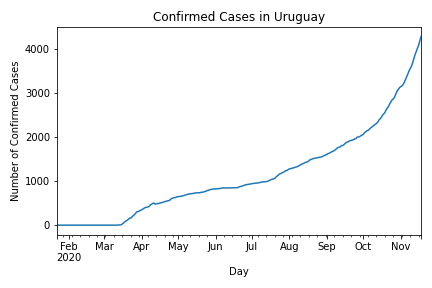 Confirmed Cases in Uruguay
Number of Confirmed Cases
4000
3000
2000
1000
0
Feb Mar Apr May Jun Jul Aug Sep Oct Nov
2020
Day